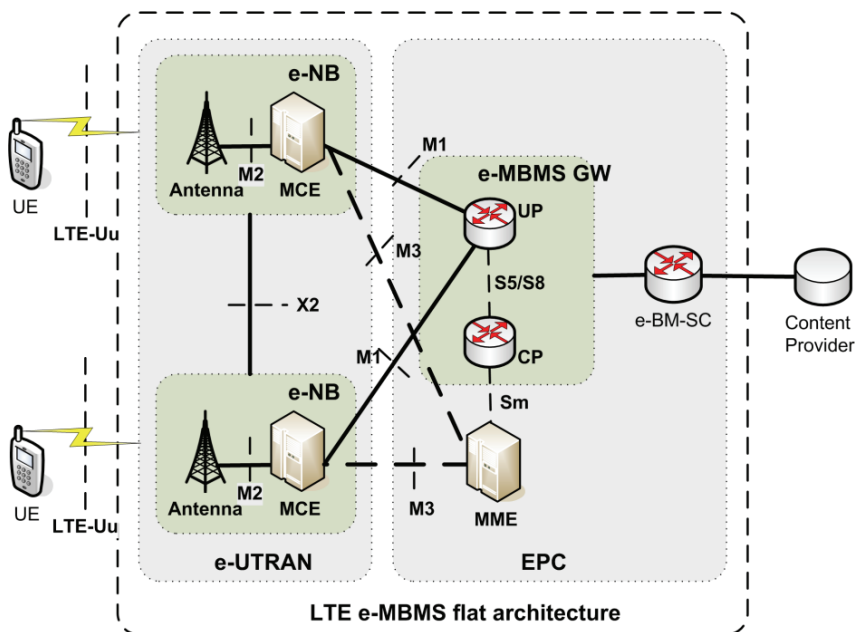 e-NB
M1
e-MBMS GW
M2
Antenna
MCE
UP
UE
LTE-Uu
M3
S5/S8
X2
e-BM-SC
Content
Provider
M1
CP
e-NB
Sm
M2
Antenna
MCE
M3
MME
UE
LTE-Uu
e-UTRAN
EPC
LTE e-MBMS flat architecture